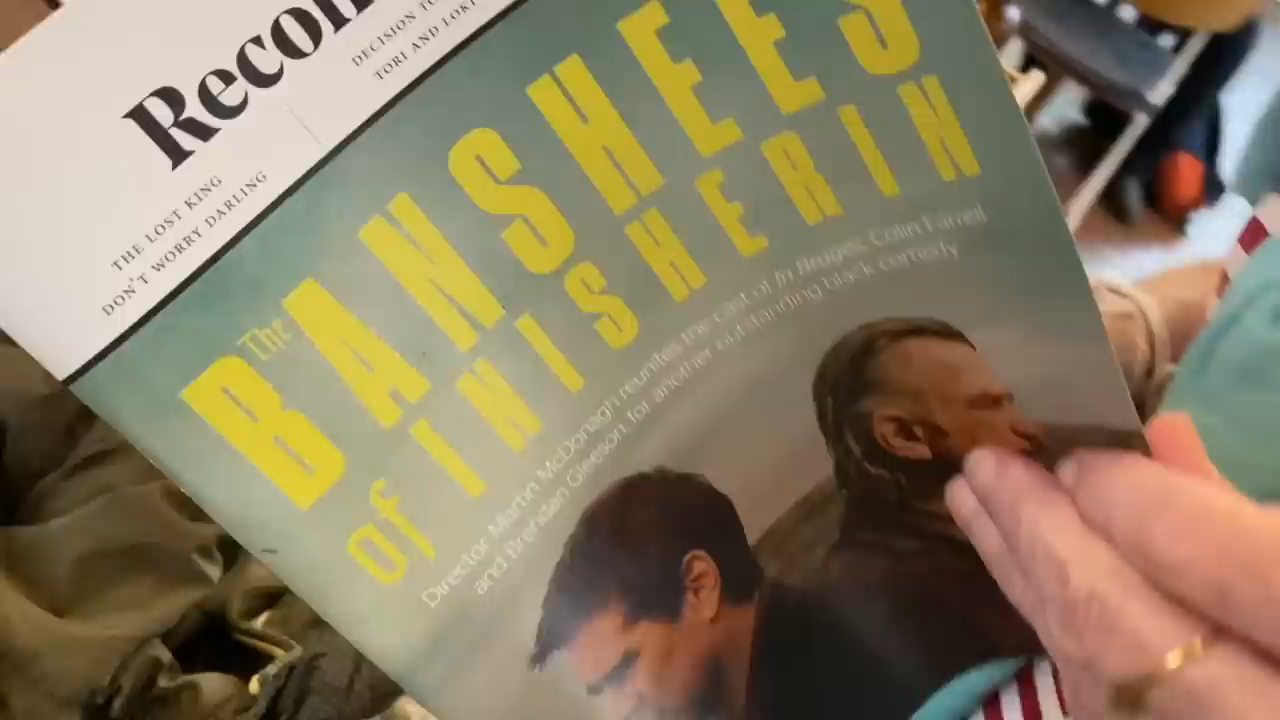 Recom
DECISION TO
TORI AND LOKI
THE LOST KING
DON'T WORRY DARLING
The
BANSHEES
of INISHERIN
Director Martin McDonagh reunites the cast of In Bruges, Colin Farrell
and Brendan Gleeson for another outstanding black comedy